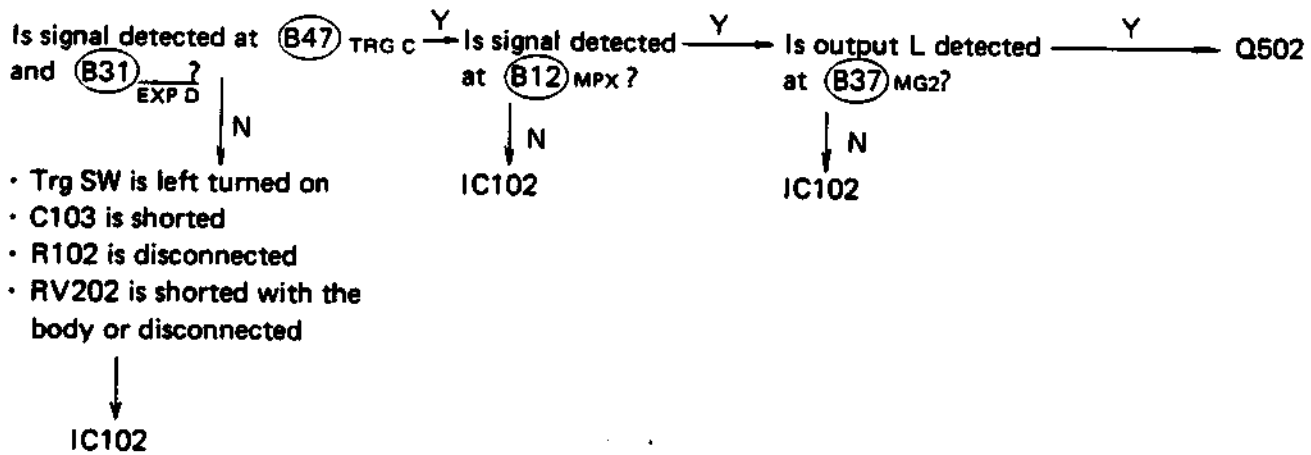 Is signal detected at B47 TRG C Y Is signal detected Y Is output L detected Y Q502
and B31 EXP D ? at B12 MPX ? at B37 MG2?
N N N
· Trg SW is left turned on IC102 IC102
· C103 is shorted
· R102 is disconnected
· RV202 is shorted with the
body or disconnected
IC102